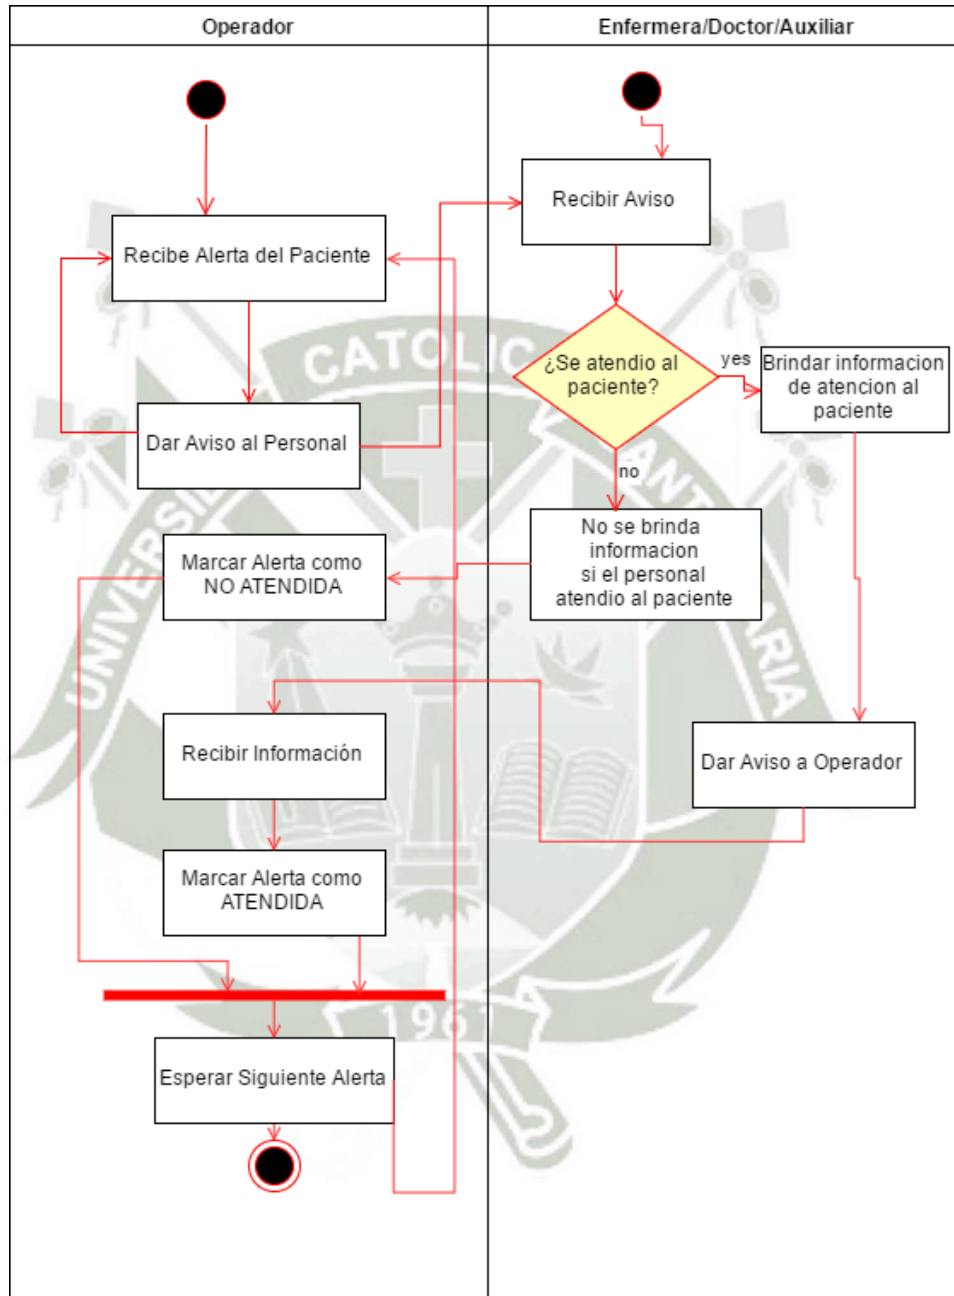 Operador
Enfermera/Doctor/Auxiliar
Recibir Aviso
Recibe Alerta del Paciente
¿Se atendio al
paciente?
yes
Brindar informacion
de atencion al
paciente
Dar Aviso al Personal
no
No se brinda
informacion
si el personal
atendio al paciente
Marcar Alerta como
NO ATENDIDA
Recibir Información
Dar Aviso a Operador
Marcar Alerta como
ATENDIDA
Esperar Siguiente Alerta
CATOLIC
1961